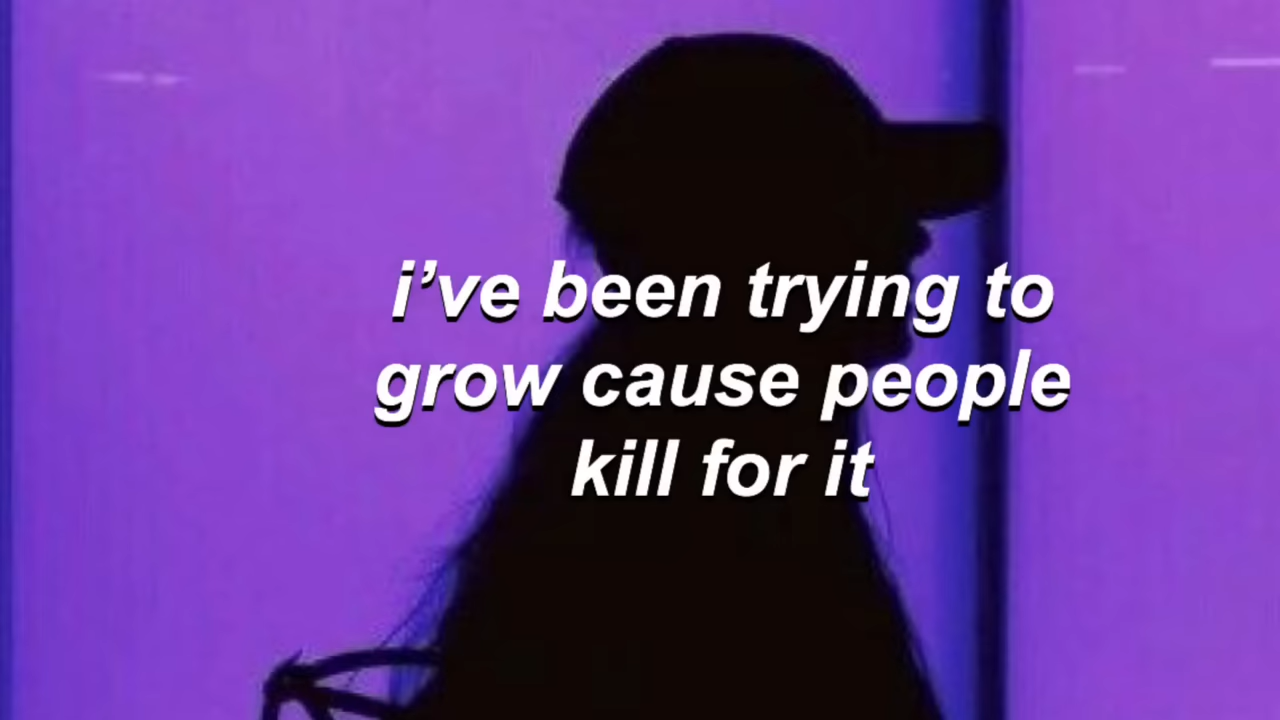 i’ve been trying to
grow cause people
kill for it